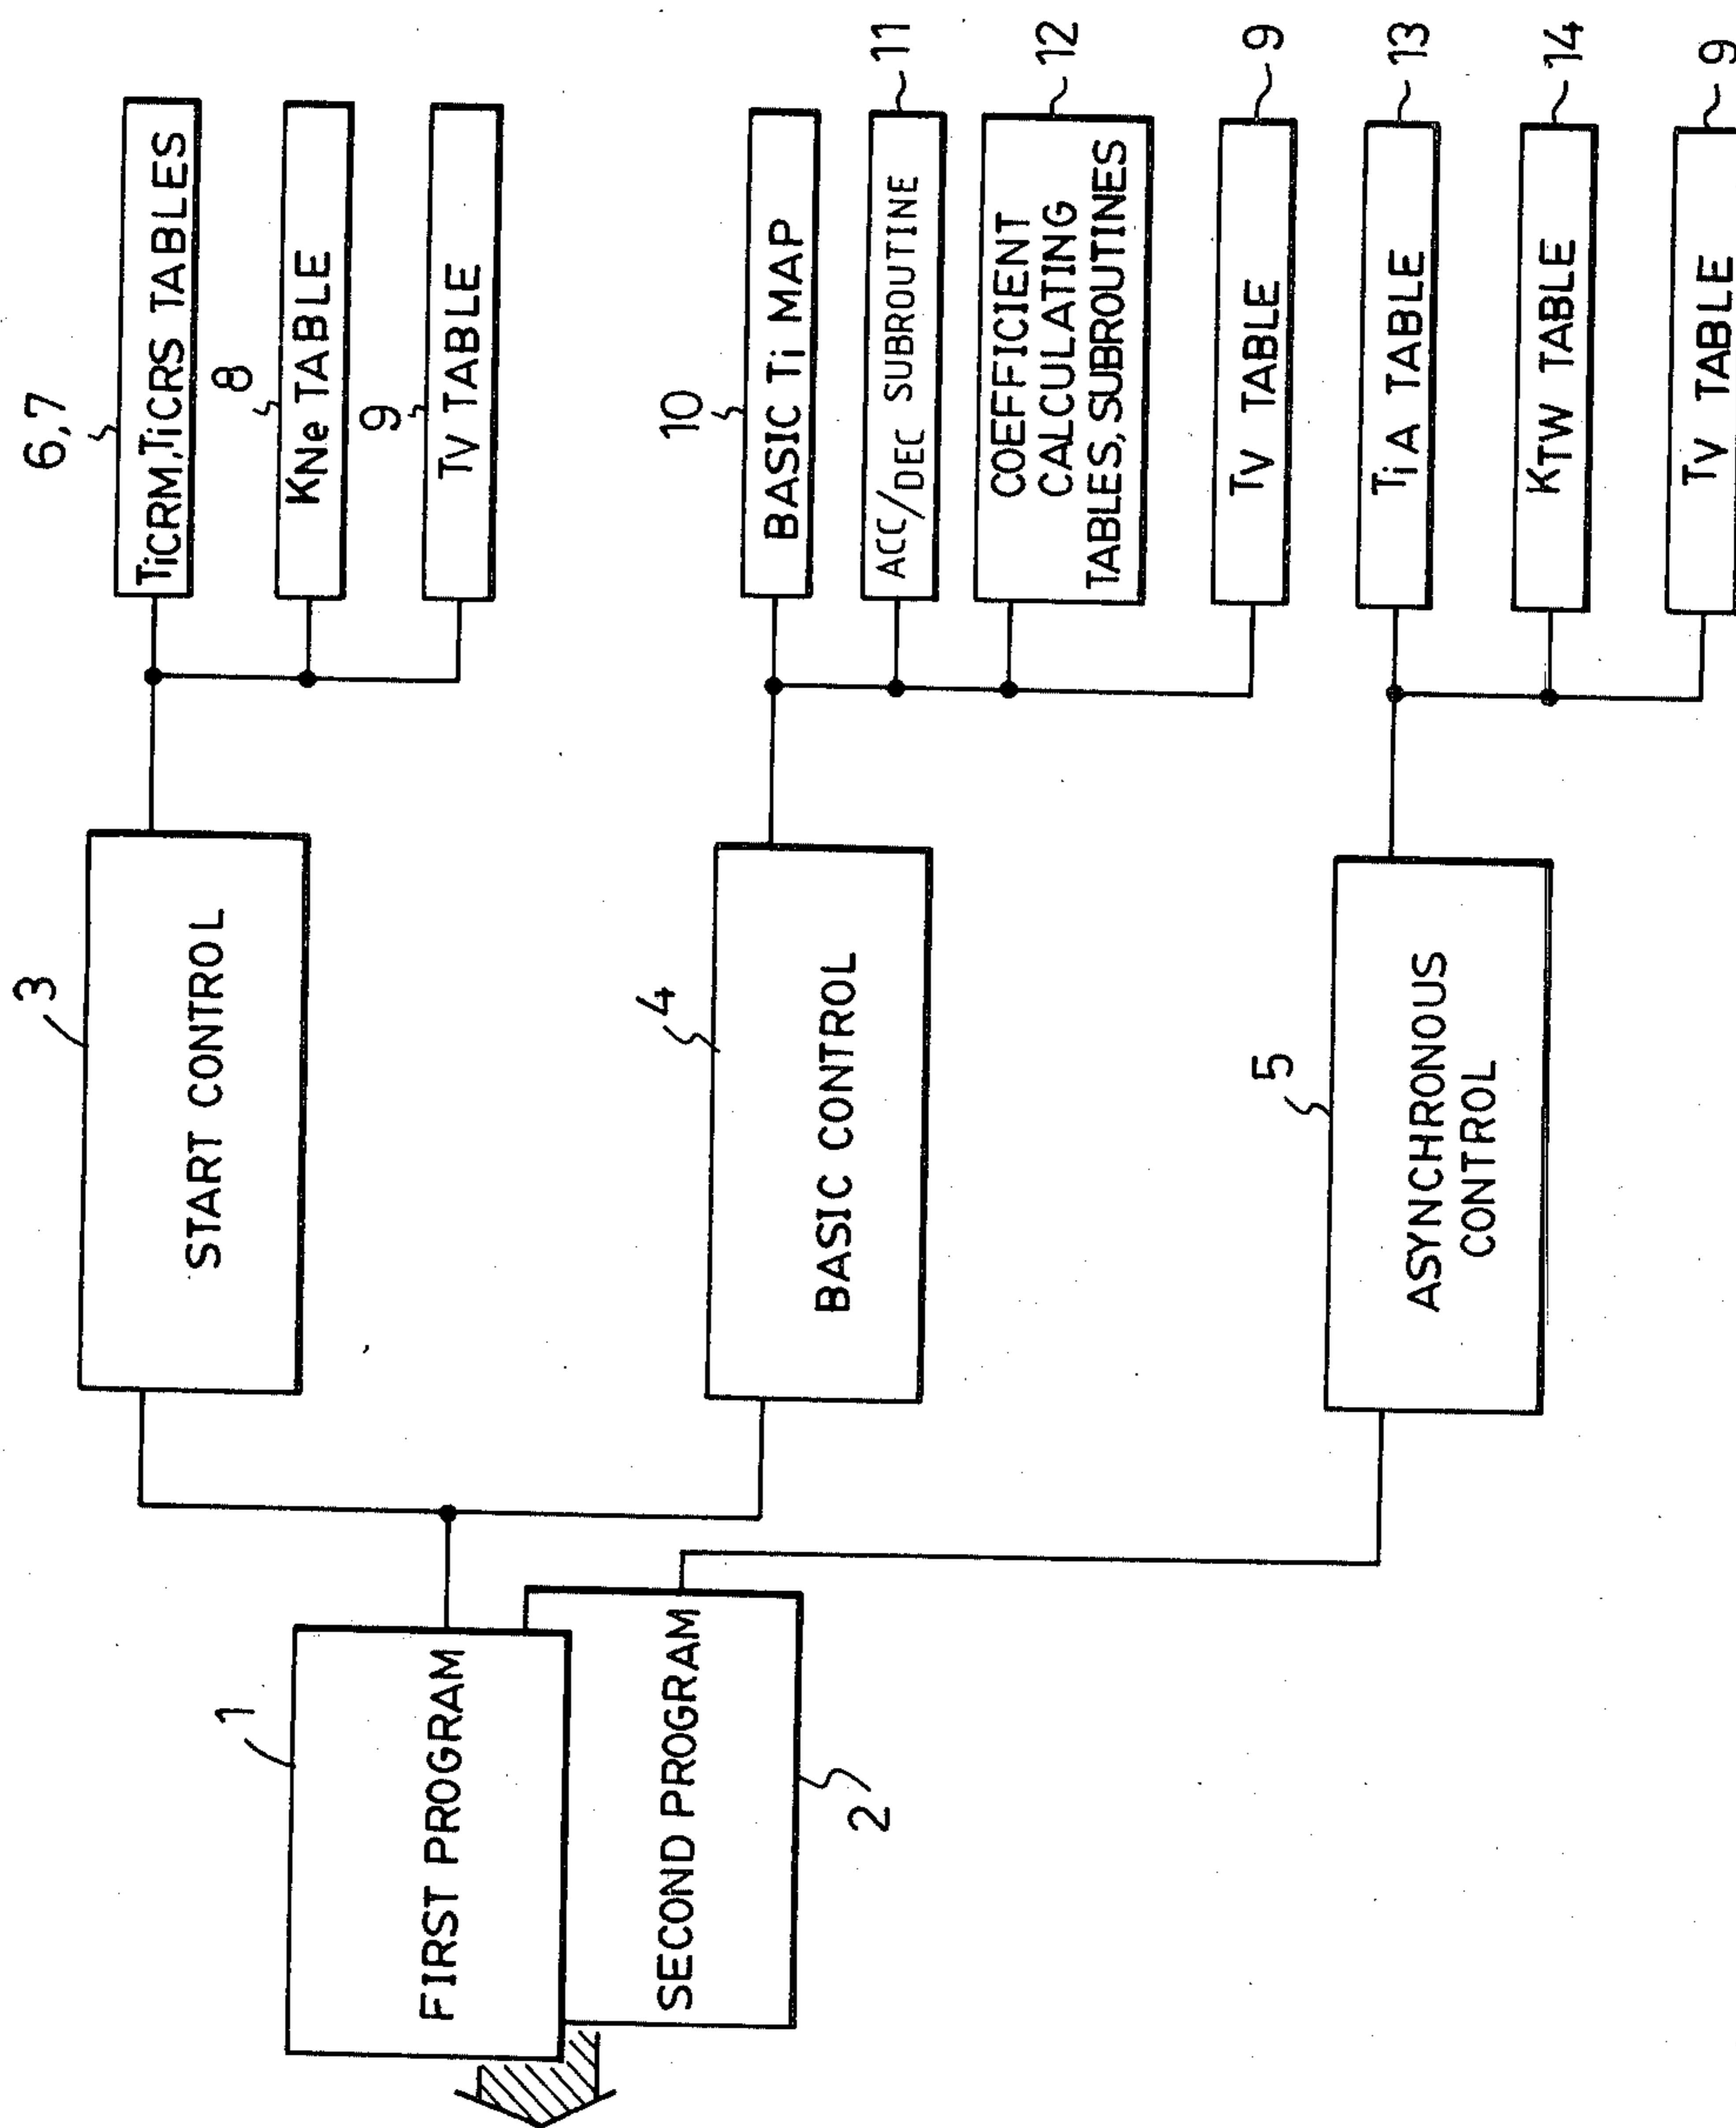 1
FIRST PROGRAM
SECOND PROGRAM
2
3
START CONTROL
4
BASIC CONTROL
5
ASYNCHRONOUS
CONTROL
6,7
TiCRM,TiCRS TABLES
8
KNe TABLE
9
TV TABLE
10
BASIC Ti MAP
ACC/DEC SUBROUTINE
11
COEFFICIENT
CALCULATING
TABLES,SUBROUTINES
12
TV TABLE
9
TiA TABLE
13
KTW TABLE
14
TV TABLE
9